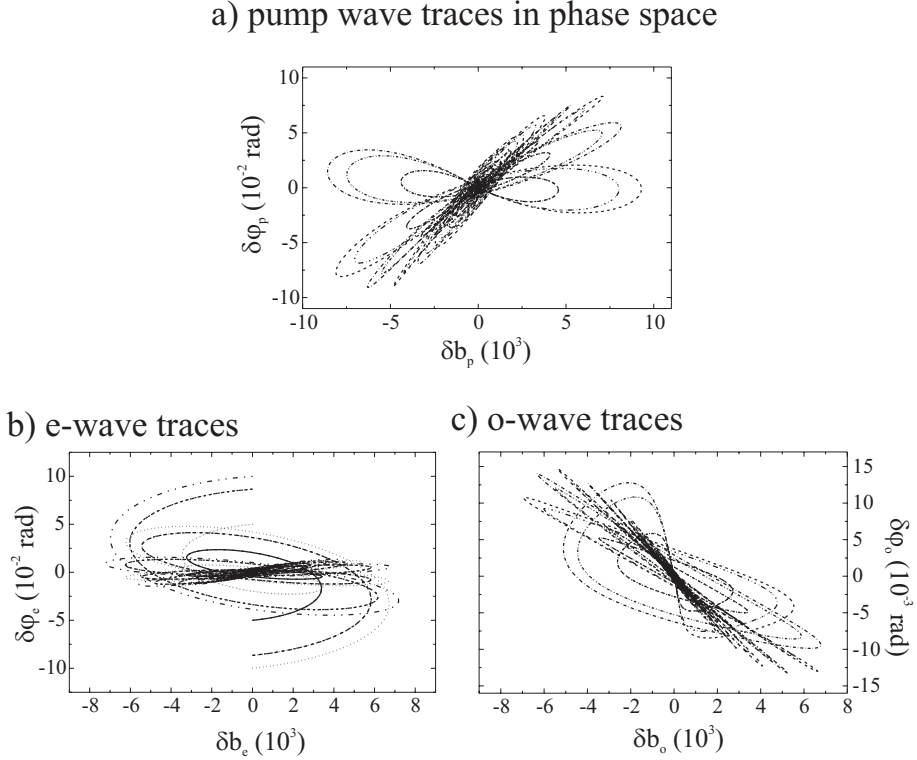 a) pump wave traces in phase space
10
5
0
-5
-10
δφp (10-2 rad)
-10 -5 0 5 10
δbp (103)
b) e-wave traces
10
5
0
-5
-10
δφe (10-2 rad)
-8 -6 -4 -2 0 2 4 6 8
δbe (103)
c) o-wave traces
15
10
5
0
-5
-10
-15
δφo (10-3 rad)
-8 -6 -4 -2 0 2 4 6 8
δbo (103)